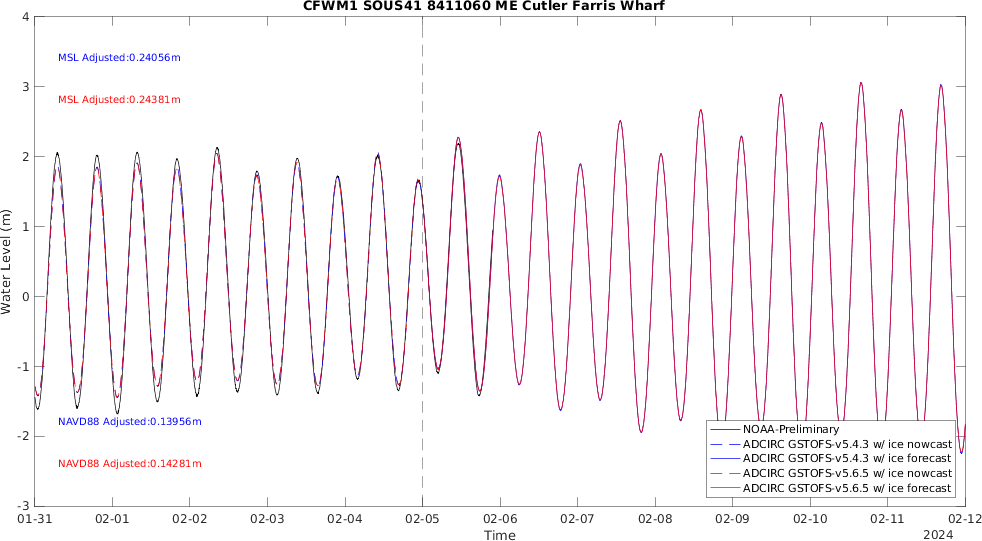 CFWM1 SOUS41 8411060 ME Cutler Farris Wharf
4
3
2
1
0
-1
-2
-3
Water Level (m)
MSL Adjusted:0.24056m
MSL Adjusted:0.24381m
NAVD88 Adjusted:0.13956m
NAVD88 Adjusted:0.14281m
NOAA-Preliminary
ADCIRC GSTOFS-v5.4.3 w/ ice nowcast
ADCIRC GSTOFS-v5.4.3 w/ ice forecast
ADCIRC GSTOFS-v5.6.5 w/ ice nowcast
ADCIRC GSTOFS-v5.6.5 w/ ice forecast
01-31 02-01 02-02 02-03 02-04 02-05 02-06 02-07 02-08 02-09 02-10 02-11 02-12
Time
2024